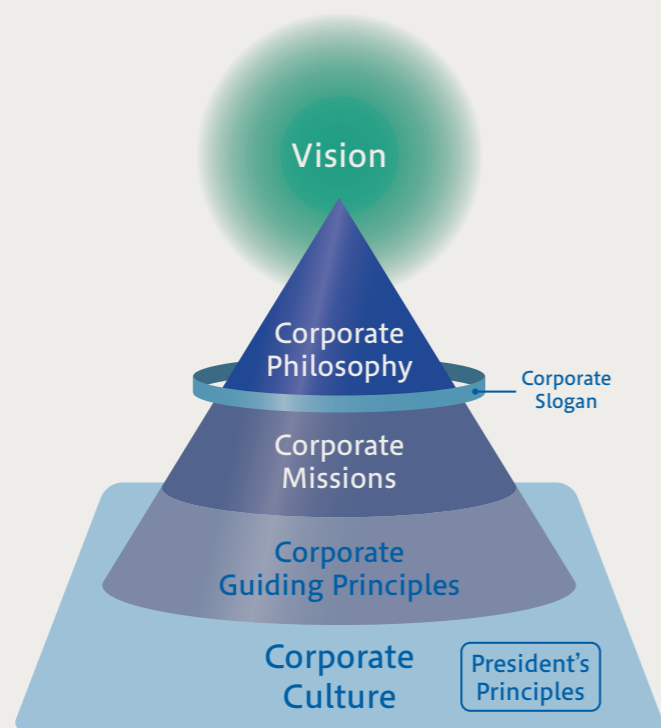 Vision
Corporate
Philosophy
Corporate
Slogan
Corporate
Missions
Corporate
Guiding Principles
Corporate
Culture
President’s
Principles